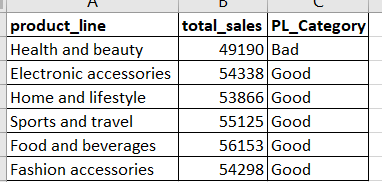 A B C
product_line total_sales PL_Category
Health and beauty 49190 Bad
Electronic accessories 54338 Good
Home and lifestyle 53866 Good
Sports and travel 55125 Good
Food and beverages 56153 Good
Fashion accessories 54298 Good